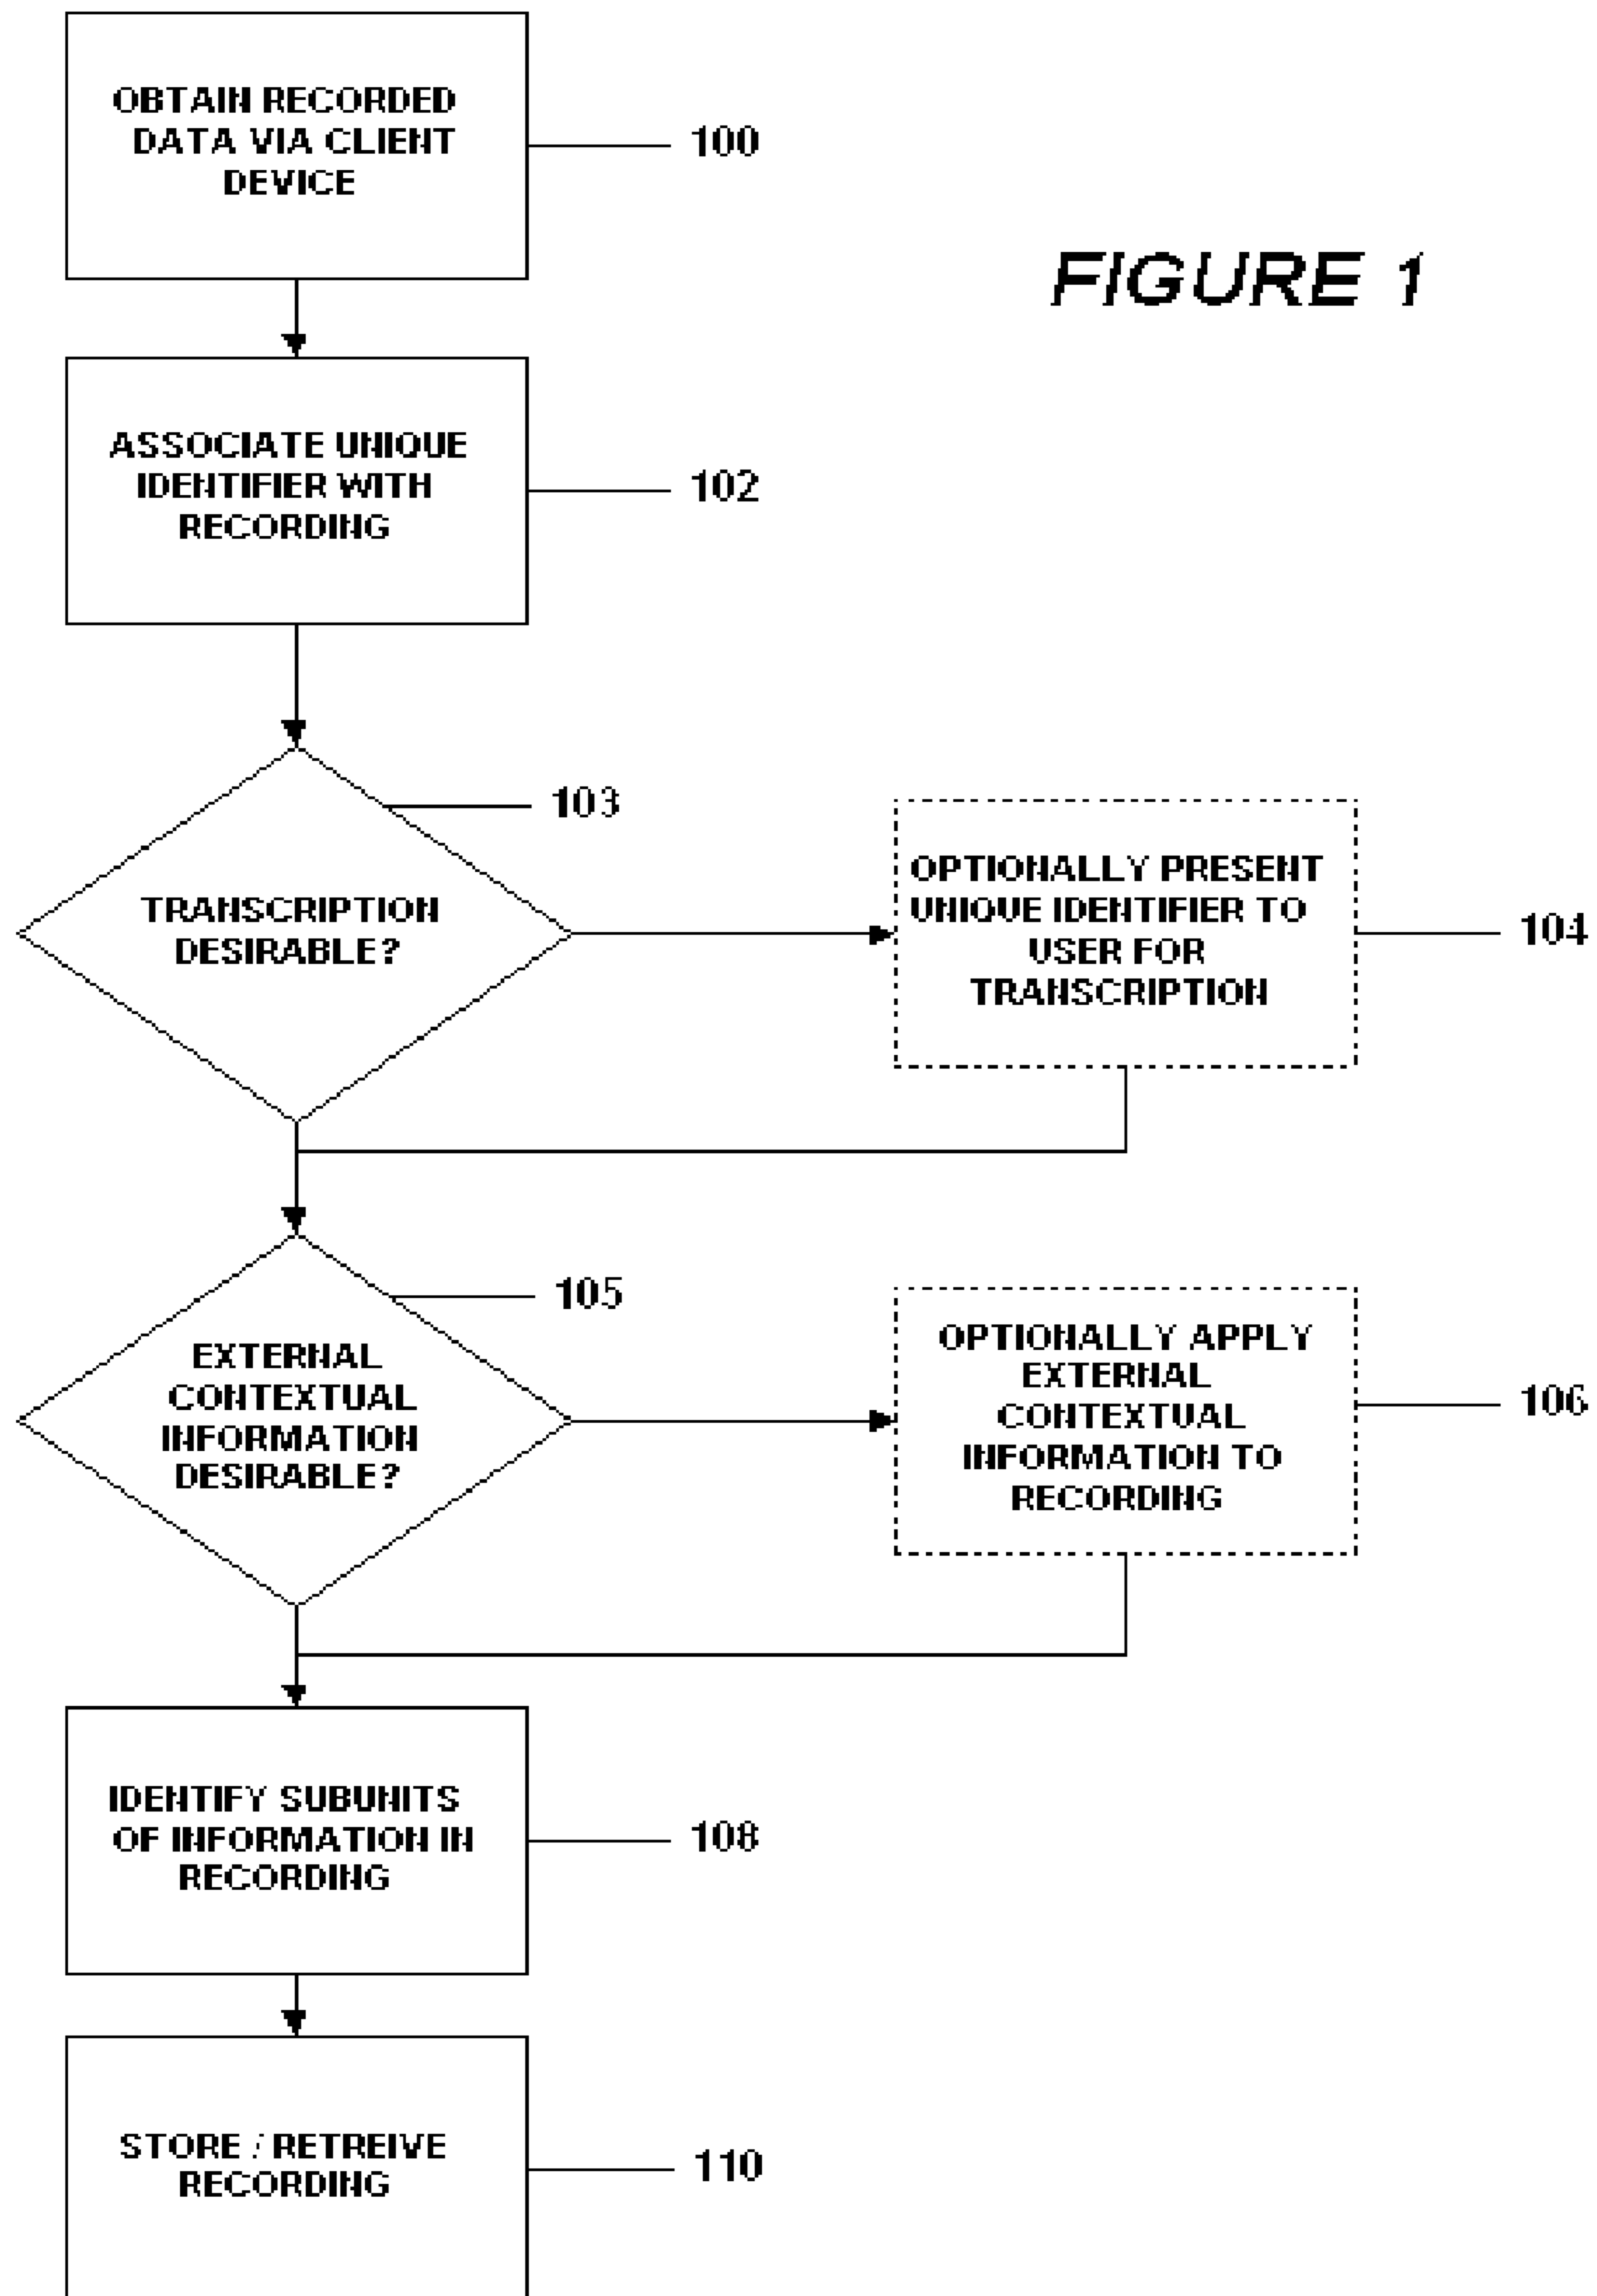 OBTAIN RECORDED
DATA VIA CLIENT
DEVICE
100
FIGURE 1
ASSOCIATE UNIQUE
IDENTIFIER WITH
RECORDING
102
103
TRANSCRIPTION
DESIRABLE?
OPTIONALLY PRESENT
UNIQUE IDENTIFIER TO
USER FOR
TRANSCRIPTION
104
105
EXTERNAL
CONTEXTUAL
INFORMATION
DESIRABLE?
OPTIONALLY APPLY
EXTERNAL
CONTEXTUAL
INFORMATION TO
RECORDING
106
IDENTIFY SUBUNITS
OF INFORMATION IN
RECORDING
108
STORE / RETREIVE
RECORDING
110